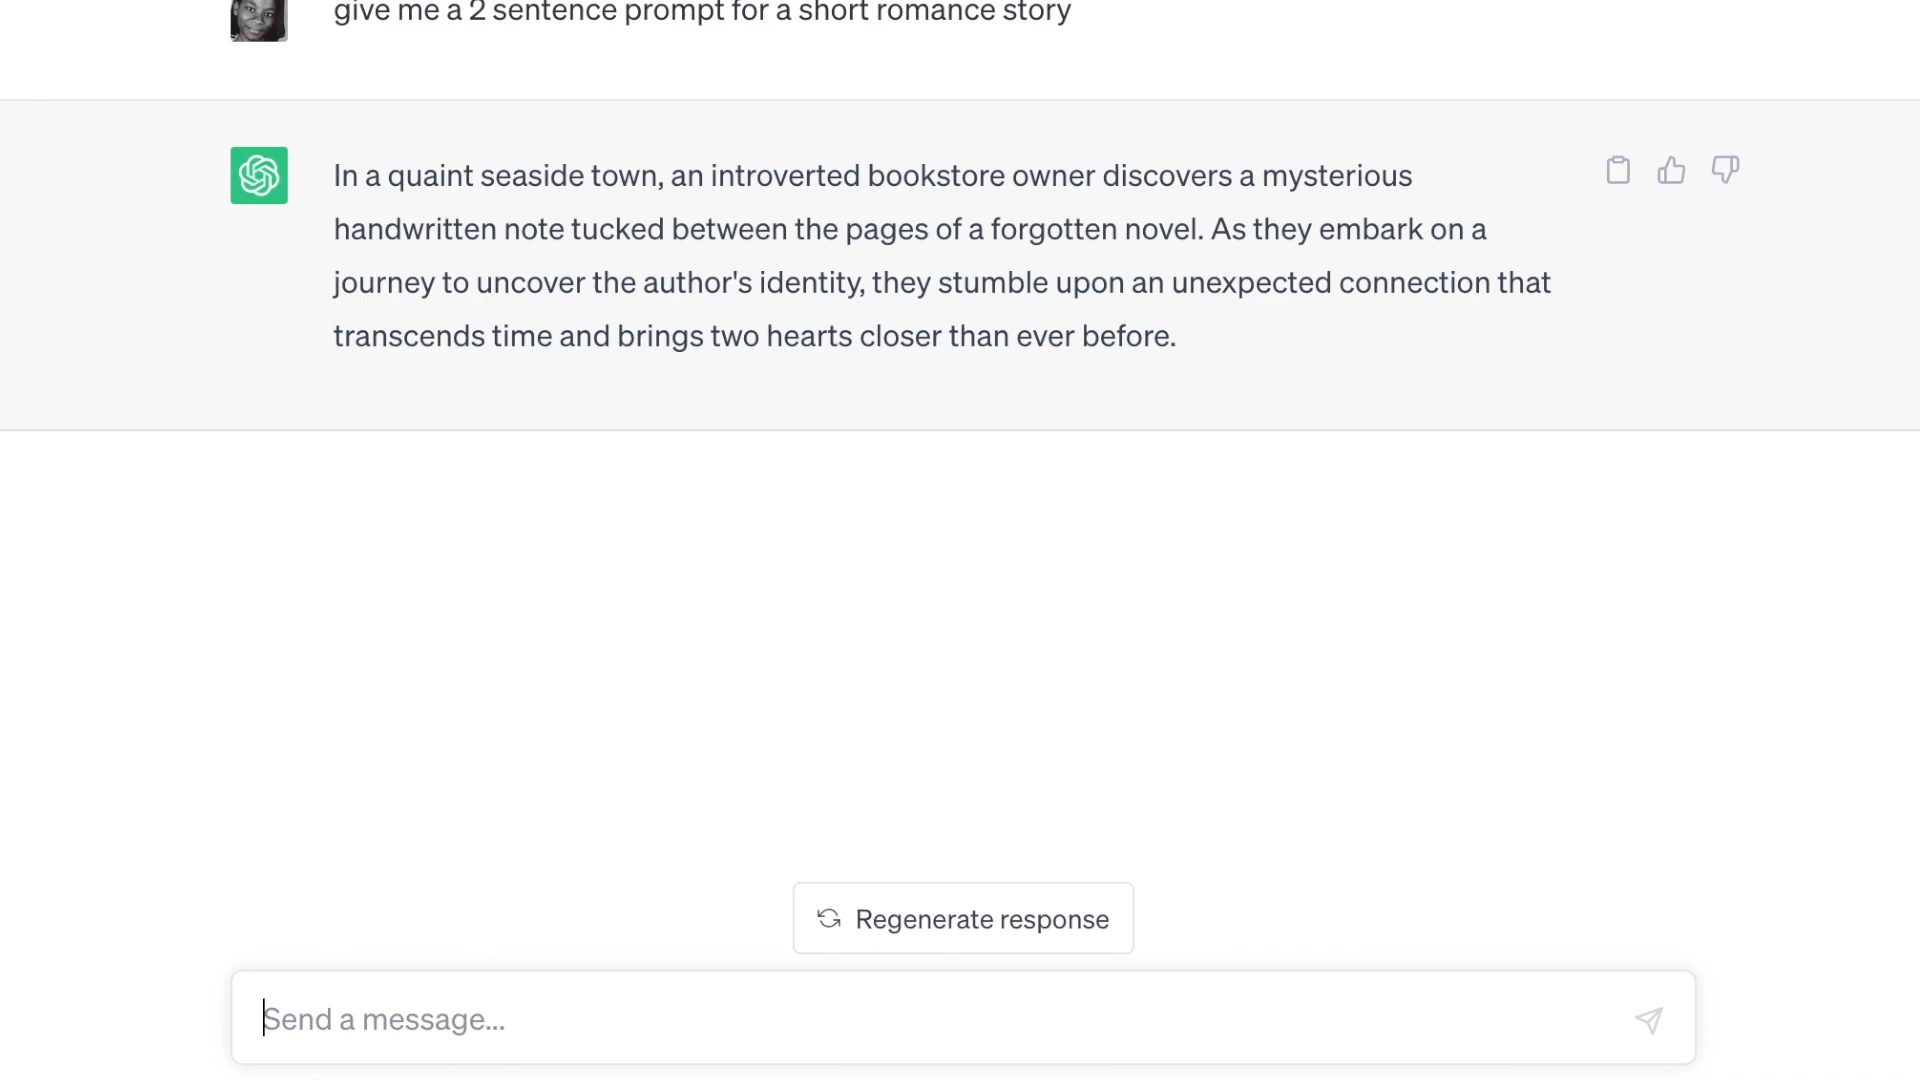 give me a 2 sentence prompt for a short romance story
In a quaint seaside town, an introverted bookstore owner discovers a mysterious
handwritten note tucked between the pages of a forgotten novel. As they embark on a
journey to uncover the author's identity, they stumble upon an unexpected connection that
transcends time and brings two hearts closer than ever before.
Regenerate response
Send a message...